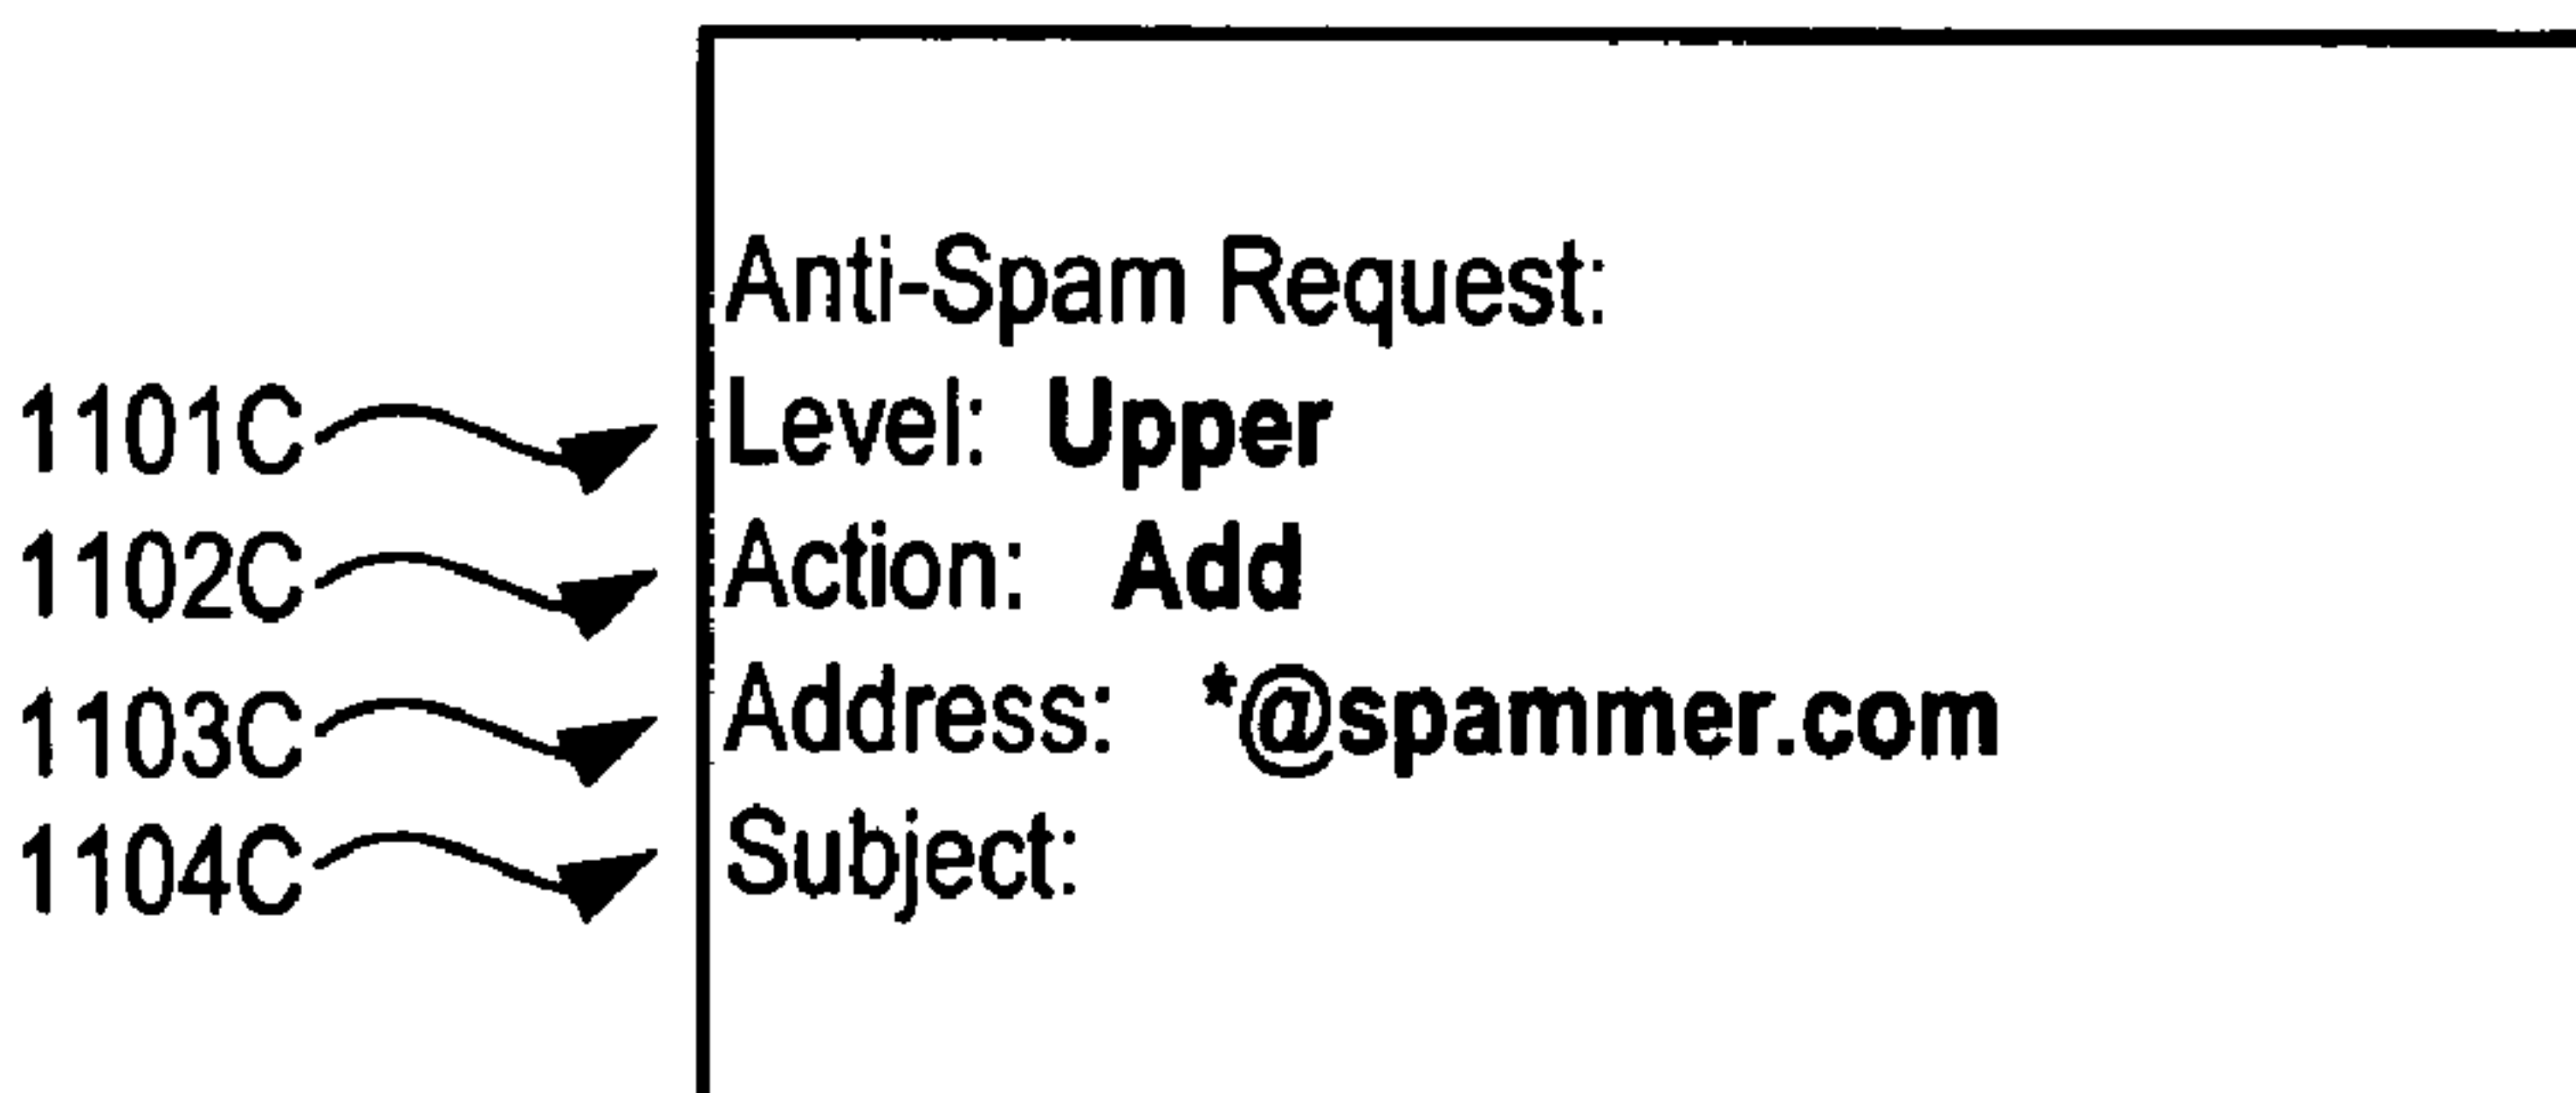 Anti-Spam Request:
1101C Level: Upper
1102C Action: Add
1103C Address: *@spammer.com
1104C Subject: